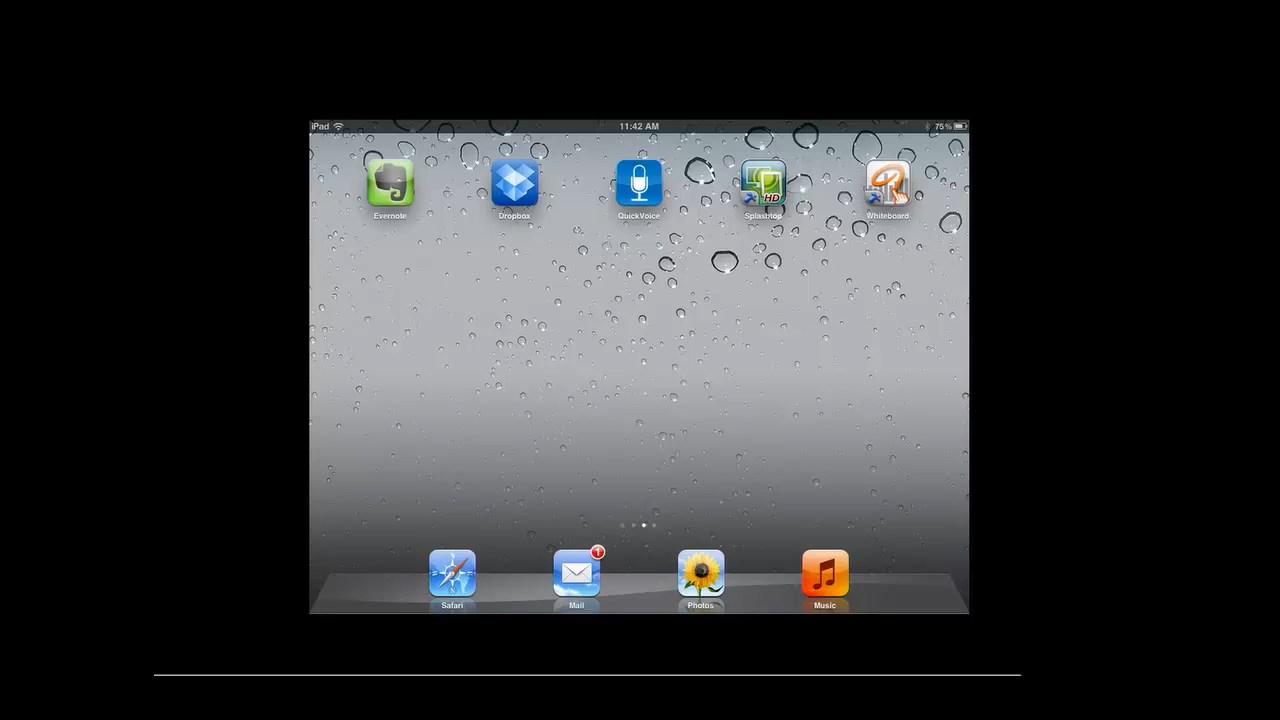 iPad 11:42 AM 75%
Evernote Dropbox QuickVoice Splashtop Whiteboard
HD
1
Safari Mail Photos Music